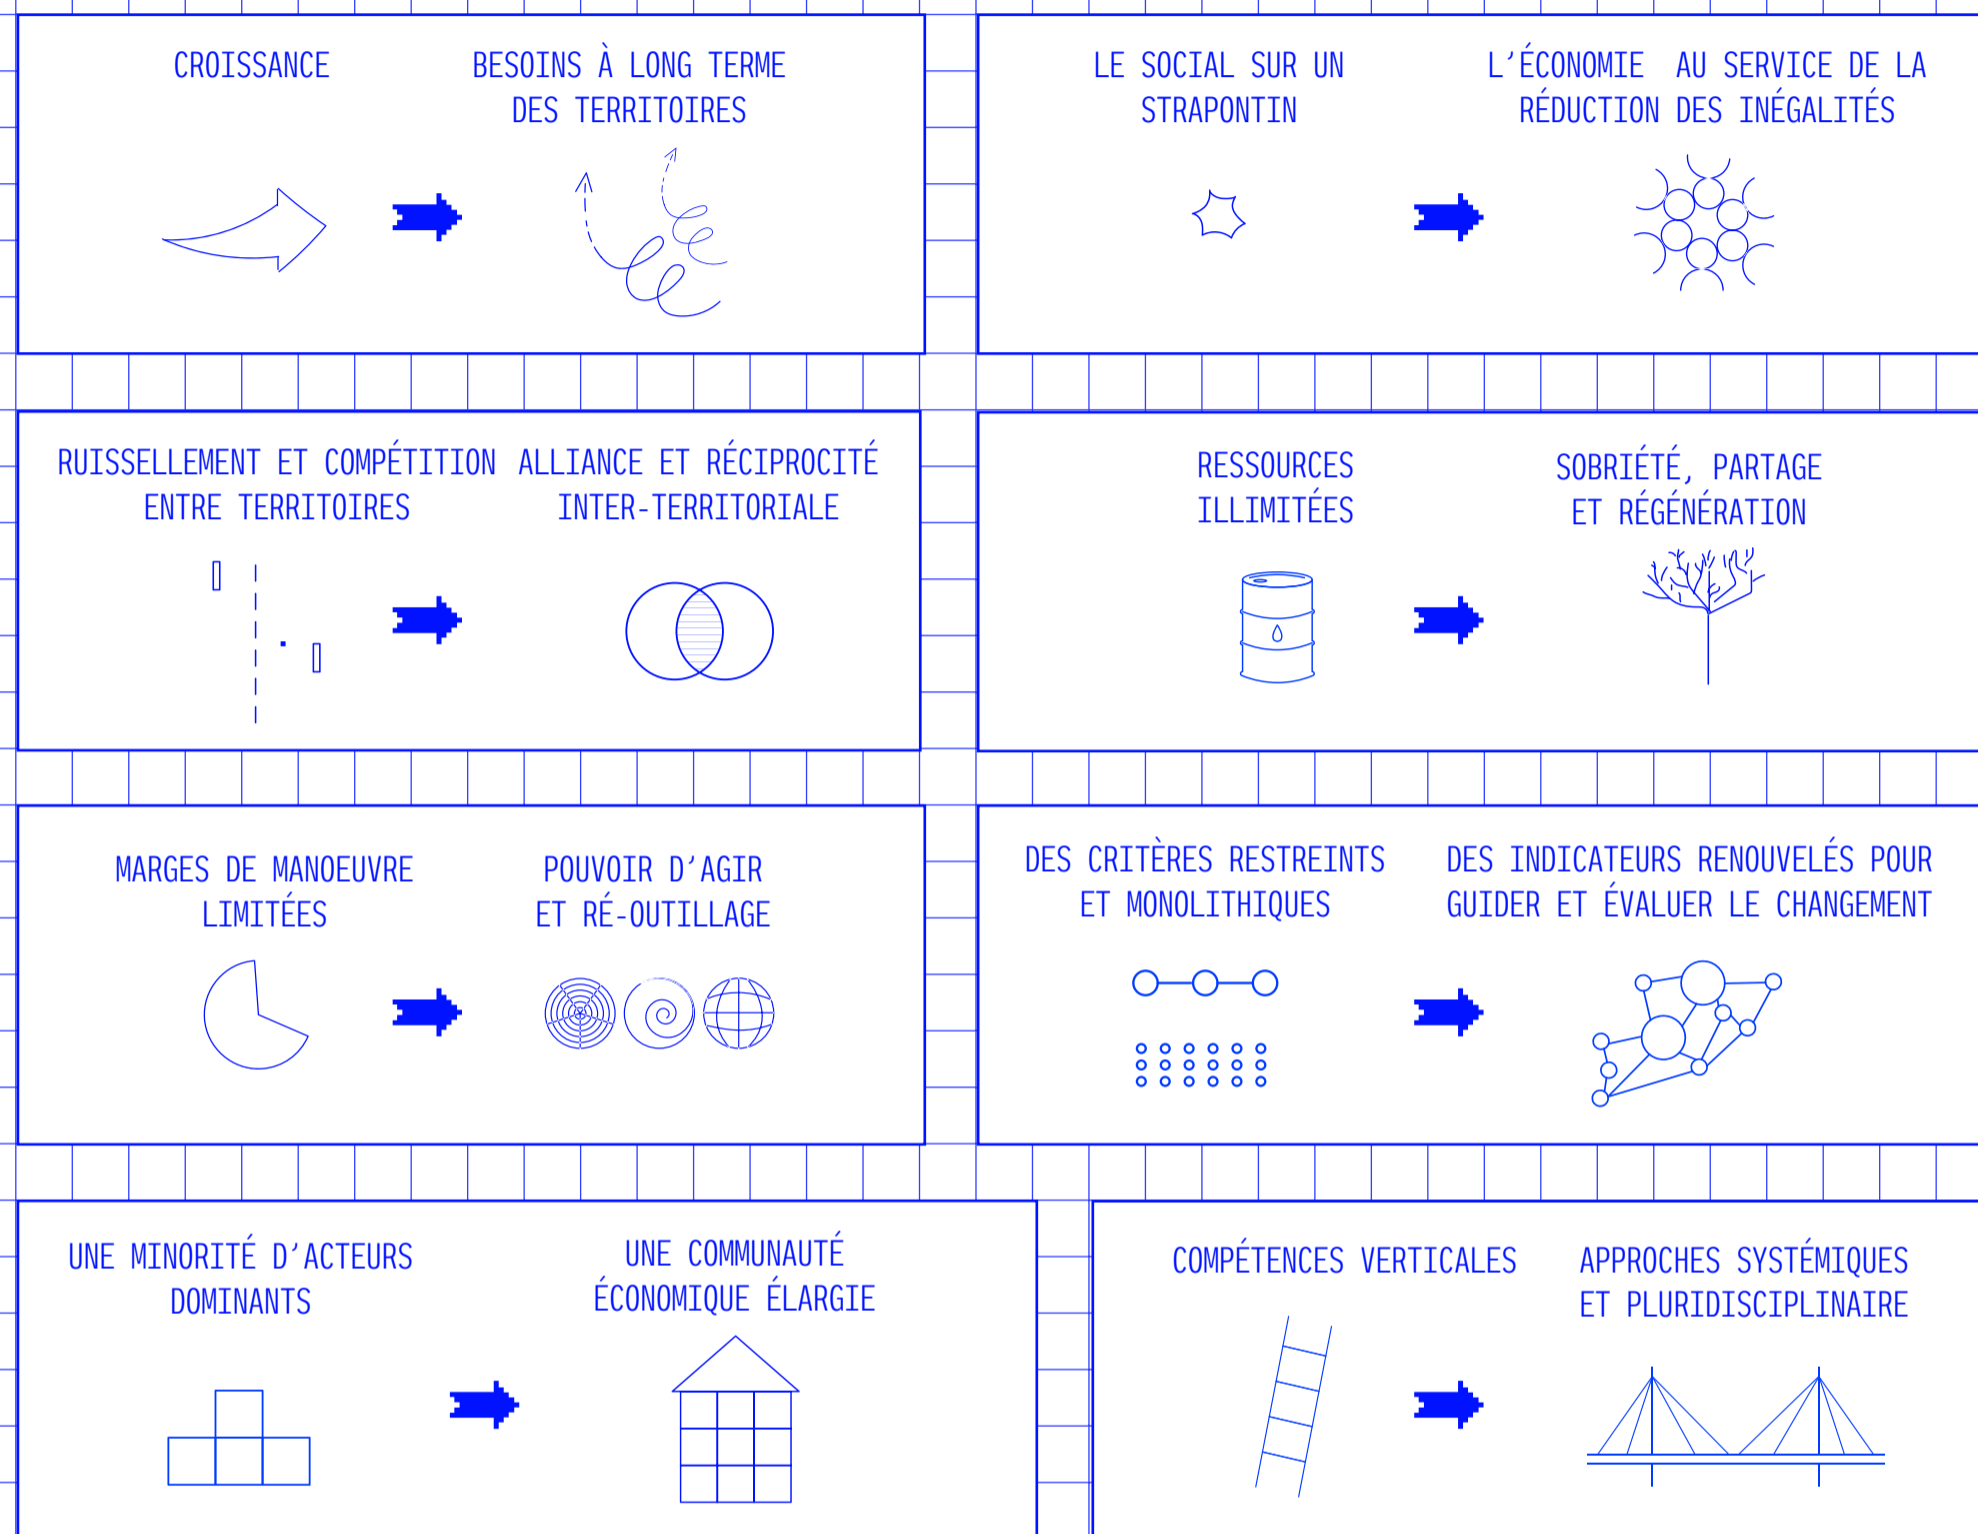 CROISSANCE
BESOINS À LONG TERME
DES TERRITOIRES
LE SOCIAL SUR UN
STRAPONTIN
L’ÉCONOMIE  AU SERVICE DE LA
RÉDUCTION DES INÉGALITÉS
RUISSELLEMENT ET COMPÉTITION
ENTRE TERRITOIRES
ALLIANCE ET RÉCIPROCITÉ
INTER-TERRITORIALE
RESSOURCES
ILLIMITÉES
SOBRIÉTÉ, PARTAGE
ET RÉGÉNÉRATION
MARGES DE MANOEUVRE
LIMITÉES
POUVOIR D’AGIR
ET RÉ-OUTILLAGE
DES CRITÈRES RESTREINTS
ET MONOLITHIQUES
DES INDICATEURS RENOUVELÉS POUR
GUIDER ET ÉVALUER LE CHANGEMENT
UNE MINORITÉ D’ACTEURS
DOMINANTS
UNE COMMUNAUTÉ
ÉCONOMIQUE ÉLARGIE
COMPÉTENCES VERTICALES
APPROCHES SYSTÉMIQUES
ET PLURIDISCIPLINAIRE